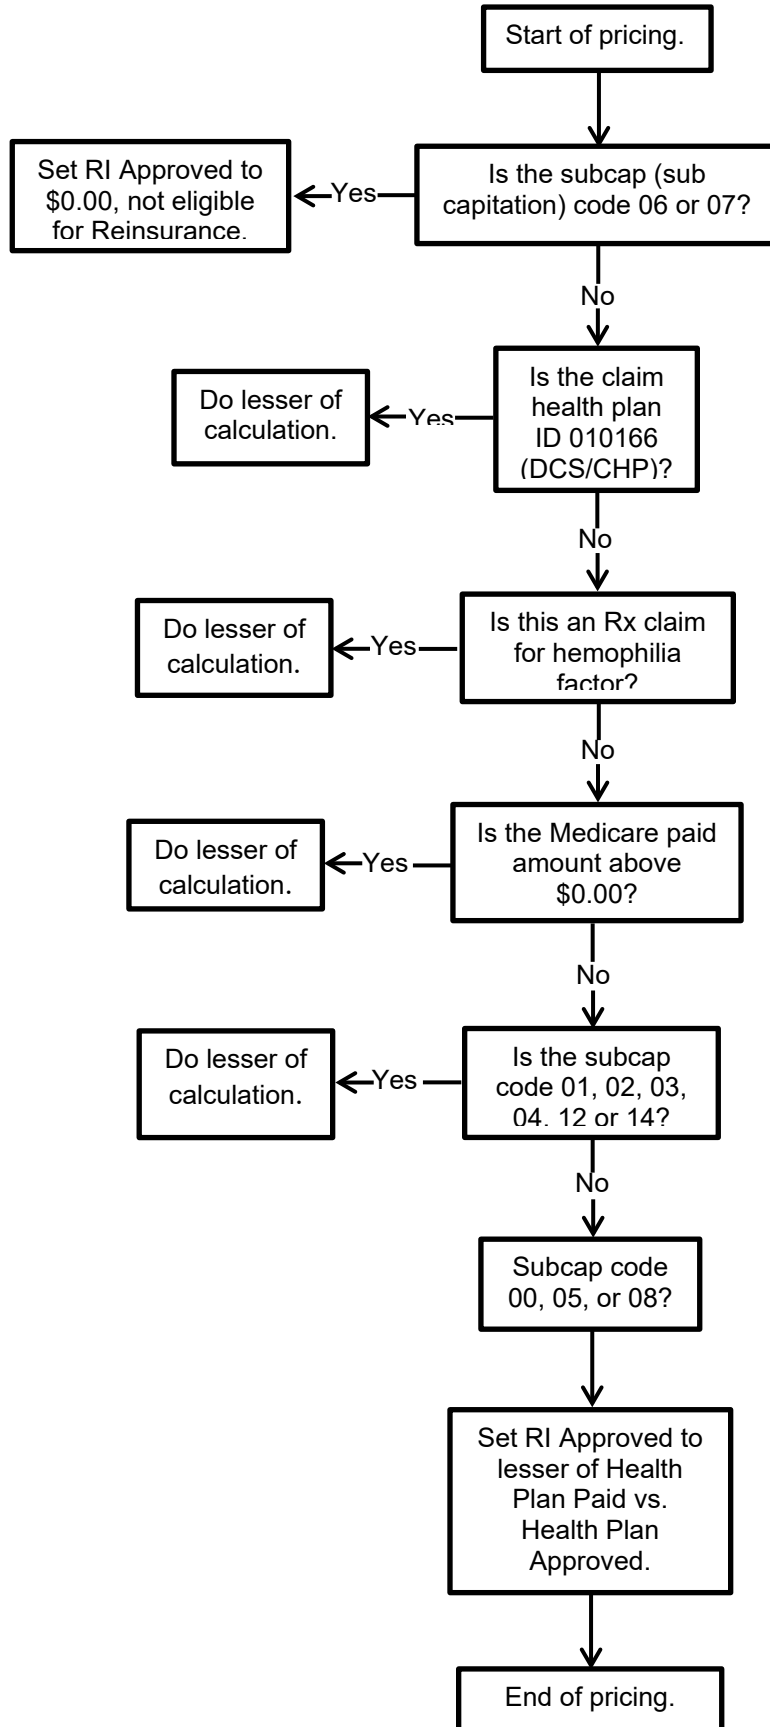 Start of pricing.
Is the subcap (sub
capitation) code 06 or 07?
Yes
Set RI Approved to
$0.00, not eligible
for Reinsurance.
No
Is the claim
health plan
ID 010166
(DCS/CHP)?
Yes
Do lesser of
calculation.
No
Is this an Rx claim
for hemophilia
factor?
Yes
Do lesser of
calculation.
No
Is the Medicare paid
amount above
$0.00?
Yes
Do lesser of
calculation.
No
Is the subcap
code 01, 02, 03,
04, 12 or 14?
Yes
Do lesser of
calculation.
No
Subcap code
00, 05, or 08?
Set RI Approved to
lesser of Health
Plan Paid vs.
Health Plan
Approved.
End of pricing.